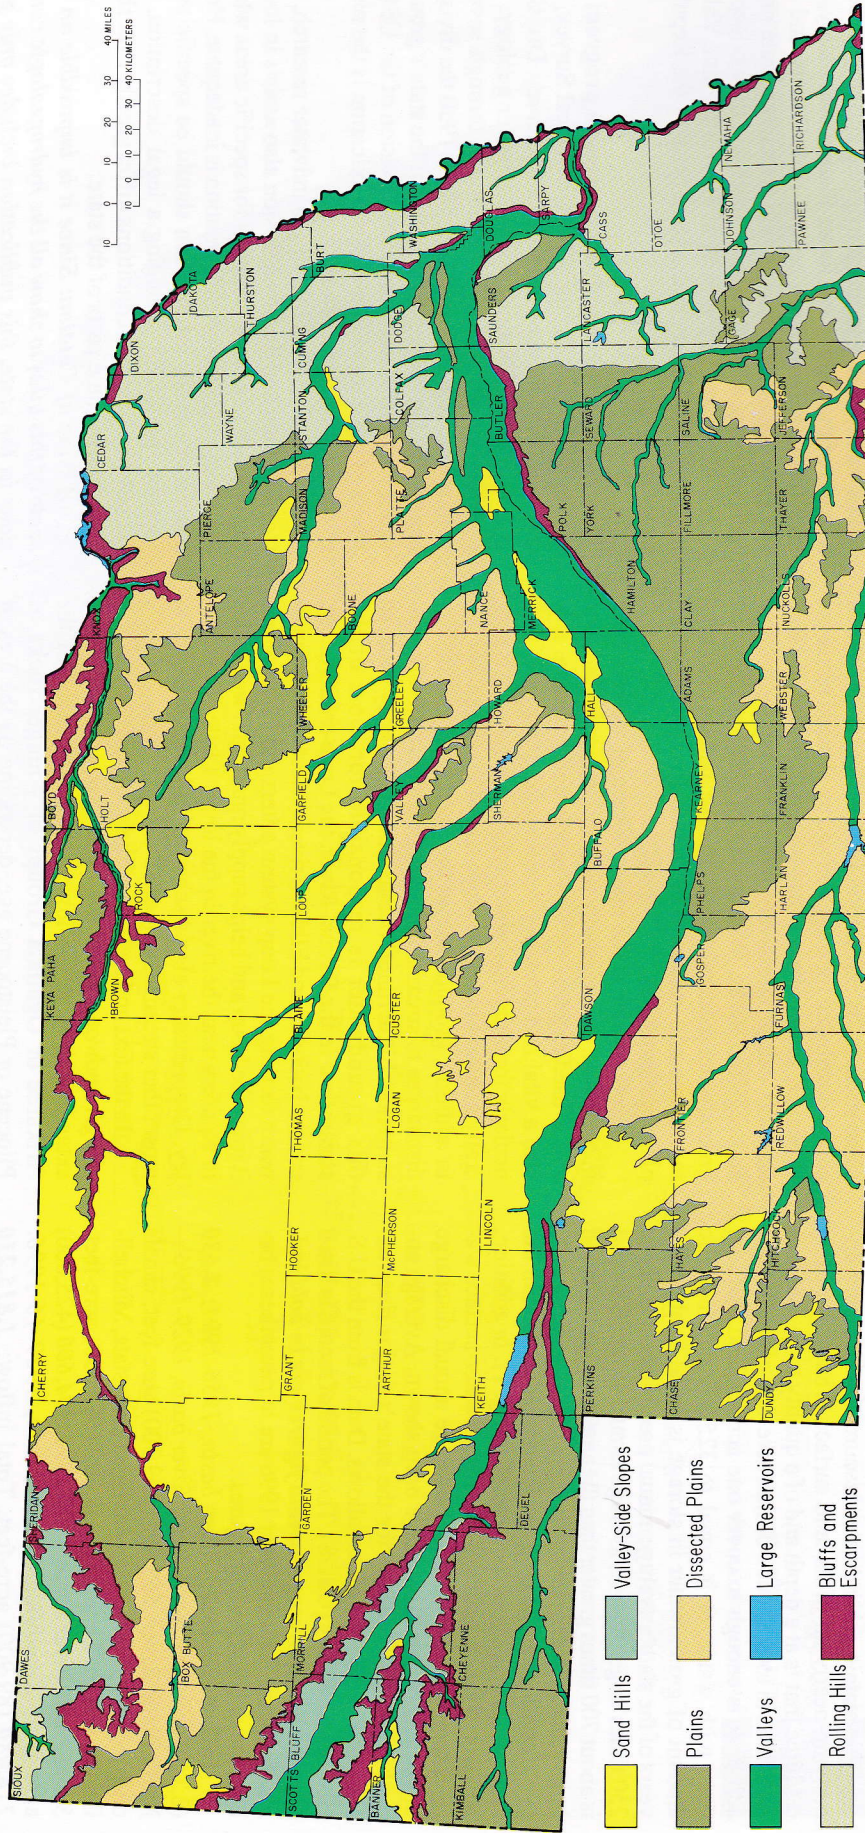 10 0 10 20 30 40 MILES
10 0 10 20 30 40 KILOMETERS
SIOUX
DAWES
SHERIDAN
CHERRY
KEYA PAHA
BOYD
KNOX
CEDAR
DIXON
DAKOTA
BOX BUTTE
BROWN
ROCK
HOLT
ANTELOPE
PIERCE
WAYNE
THURSTON
SCOTTS BLUFF
MORRILL
GARDEN
GRANT
HOOKER
THOMAS
BLAINE
LOUP
GARFIELD
WHEELER
BOONE
MADISON
STANTON
CUMING
BURT
BANNER
ARTHUR
McPHERSON
LOGAN
CUSTER
VALLEY
GREELEY
NANCE
PLATTE
COLPAX
DODGE
WASHINGTON
KIMBALL
CHEYENNE
DEUEL
KEITH
LINCOLN
SHERMAN
HOWARD
MERRICK
POLK
BUTLER
SAUNDERS
DOUGLAS
SARPY
PERKINS
DAWSON
BUFFALO
HALL
HAMILTON
YORK
SEWARD
LANCASTER
CASS
OTOE
CHASE
HAYES
FRONTIER
GOSPER
PHELPS
KEARNEY
ADAMS
CLAY
FILLMORE
SALINE
GAGE
JOHNSON
NEMAHA
DUNDY
HITCHCOCK
REDWILLOW
FURNAS
HARLAN
FRANKLIN
WEBSTER
NUCKOLLS
THAYER
JEFFERSON
PAWNEE
RICHARDSON
Sand Hills
Valley-Side Slopes
Plains
Dissected Plains
Valleys
Large Reservoirs
Rolling Hills
Bluffs and
Escarpments